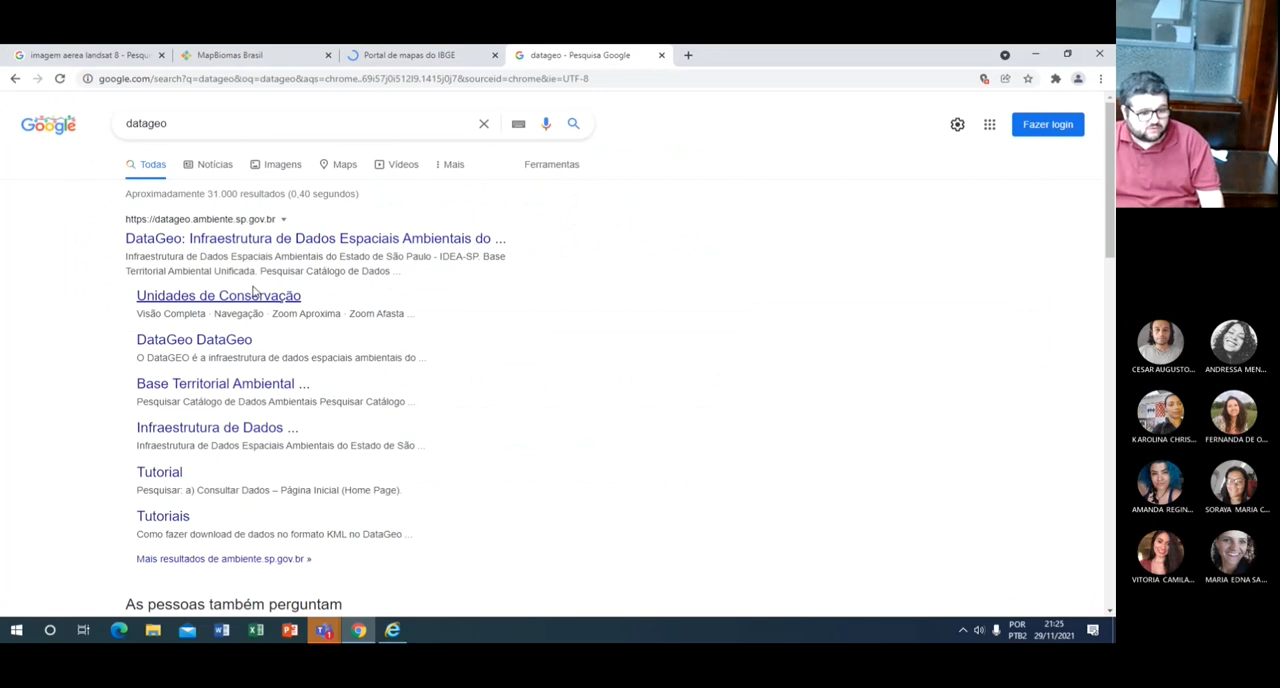 imagem aerea landsat 8 - Pesqu
MapBiomas Brasil
Portal de mapas do IBGE
datageo - Pesquisa Google
google.com/search?q=datageo&oq=datageo&aqs=chrome..69i57j0i512l9.1415j0j7&sourceid=chrome&ie=UTF-8
Google
datageo
Fazer login
Todas
Notícias
Imagens
Maps
Vídeos
Mais
Ferramentas
Aproximadamente 31.000 resultados (0,40 segundos)
https://datageo.ambiente.sp.gov.br
DataGeo: Infraestrutura de Dados Espaciais Ambientais do ...
Infraestrutura de Dados Espaciais Ambientais do Estado de São Paulo - IDEA-SP. Base
Territorial Ambiental Unificada. Pesquisar Catálogo de Dados ...
Unidades de Conservação
Visão Completa · Navegação · Zoom Aproxima · Zoom Afasta ...
DataGeo DataGeo
O DataGEO é a infraestrutura de dados espaciais ambientais do ...
Base Territorial Ambiental ...
Pesquisar Catálogo de Dados Ambientais Pesquisar Catálogo ...
Infraestrutura de Dados ...
Infraestrutura de Dados Espaciais Ambientais do Estado de São ...
Tutorial
Pesquisar: a) Consultar Dados – Página Inicial (Home Page).
Tutoriais
Como fazer download de dados no formato KML no DataGeo ...
Mais resultados de ambiente.sp.gov.br »
As pessoas também perguntam
POR
PTB2
21:25
29/11/2021
CESAR AUGUSTO...
ANDRESSA MEN...
KAROLINA CHRIS...
FERNANDA DE O...
AMANDA REGIN...
SORAYA MARIA C...
VITORIA CAMILA...
MARIA EDNA SA...